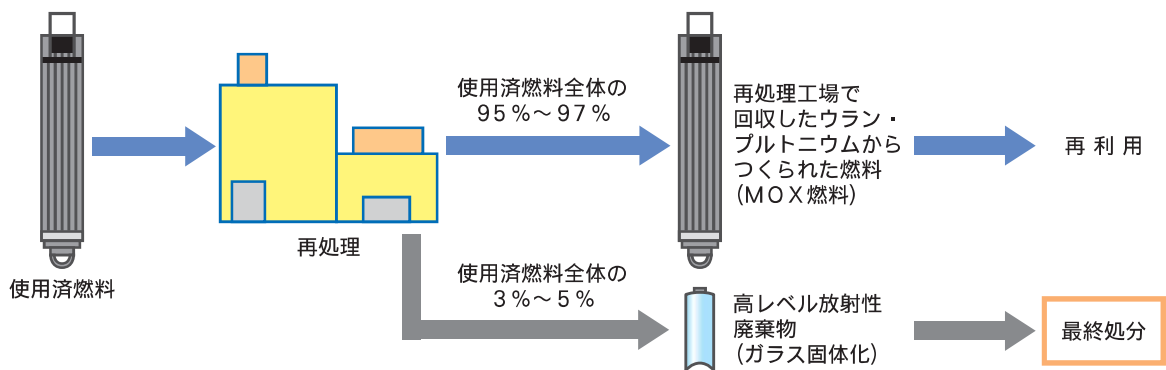 使用済燃料
再処理
使用済燃料全体の
95%~97%
再処理工場で
回収したウラン・
プルトニウムから
つくられた燃料
(MOX燃料)
再利用
使用済燃料全体の
3%~5%
高レベル放射性
廃棄物
(ガラス固体化)
最終処分